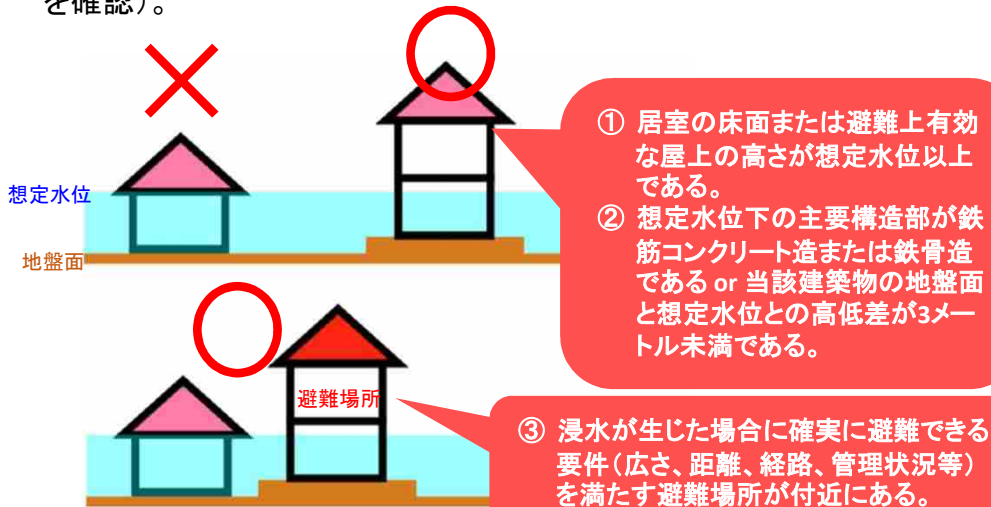 を確認）。
① 居室の床面または避難上有効
な屋上の高さが想定水位以上
である。
② 想定水位下の主要構造部が鉄
筋コンクリート造または鉄骨造
である or 当該建築物の地盤面
と想定水位との高低差が3メー
トル未満である。
想定水位
地盤面
避難場所
③ 浸水が生じた場合に確実に避難できる
要件（広さ、距離、経路、管理状況等）
を満たす避難場所が付近にある。